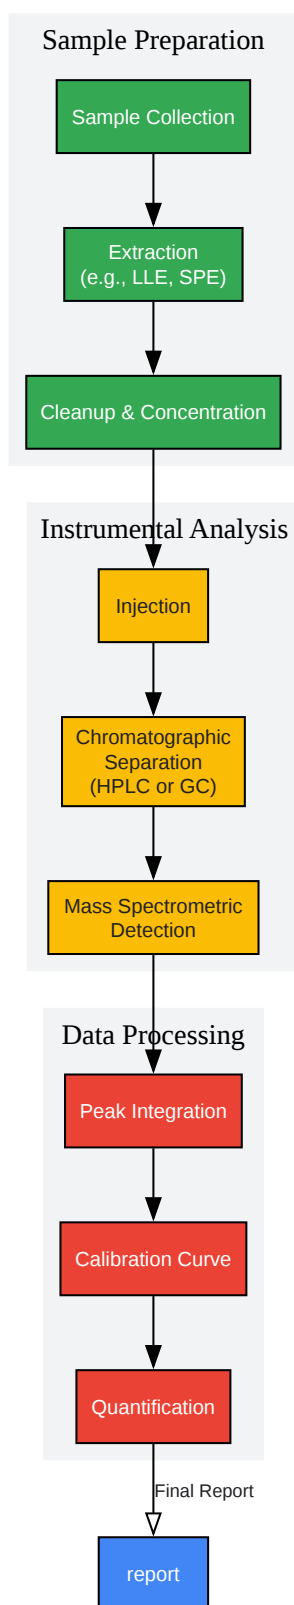 Sample Preparation
Sample Collection
Extraction
(e.g., LLE, SPE)
Cleanup & Concentration
Instrumental Analysis
Injection
Chromatographic
Separation
(HPLC or GC)
Mass Spectrometric
Detection
Data Processing
Peak Integration
Calibration Curve
Quantification
Final Report
report